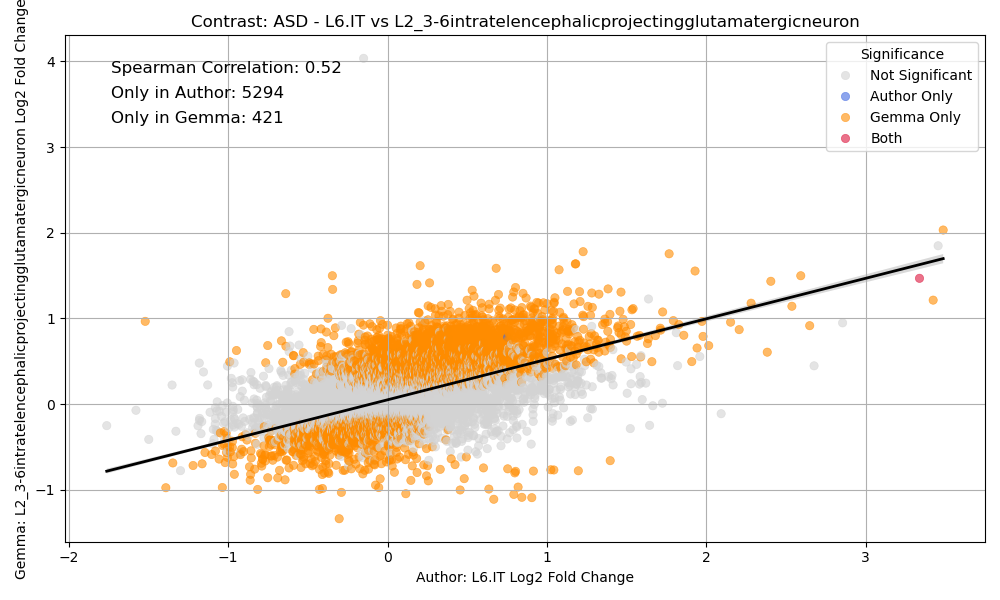 Contrast: ASD - L6.IT vs L2_3-6intratelencephalicprojectingglutamatergicneuron
Spearman Correlation: 0.52
Only in Author: 5294
Only in Gemma: 421
Significance
Not Significant
Author Only
Gemma Only
Both
Gemma: L2_3-6intratelencephalicprojectingglutamatergicneuron Log2 Fold Change
4
3
2
1
0
−1
−2
−1
0
1
2
3
Author: L6.IT Log2 Fold Change